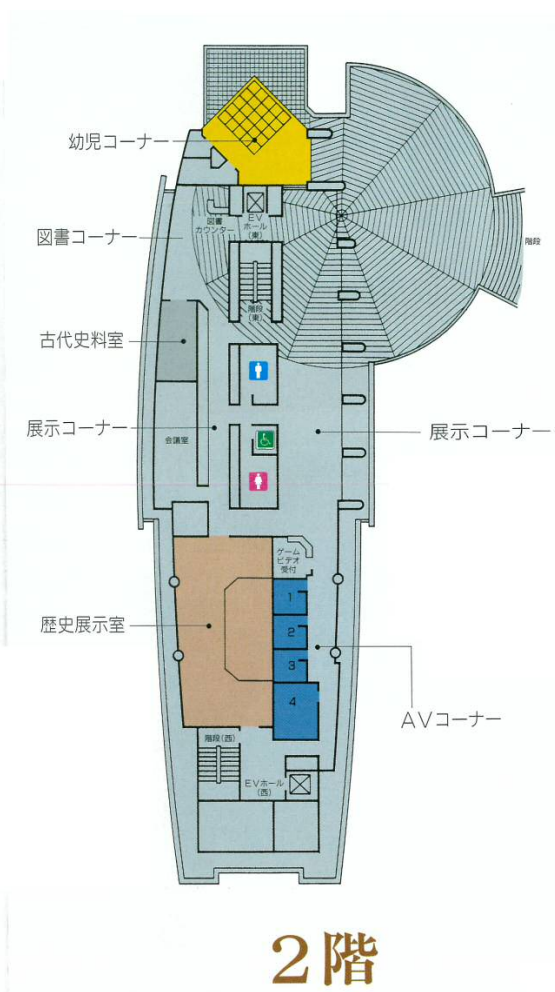 幼児コーナー
図書
カウンター
EV
ホール
(東)
図書コーナー
階段
階段
(東)
古代史料室
展示コーナー
会議室
展示コーナー
ゲーム
ビデオ
受付
1
2
3
4
歴史展示室
AVコーナー
階段(西)
EVホール
(西)
2階